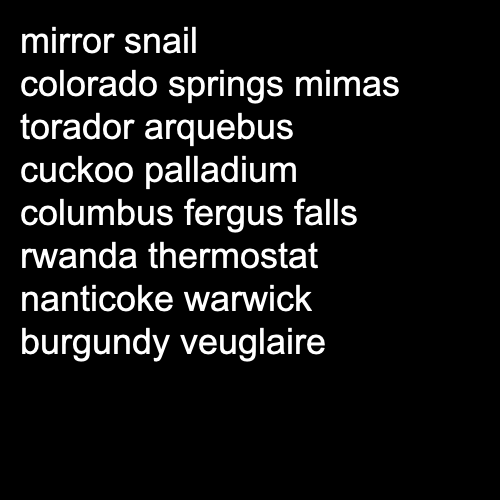 mirror snail
colorado springs mimas
torador arquebus
cuckoo palladium
columbus fergus falls
rwanda thermostat
nanticoke warwick
burgundy veuglaire